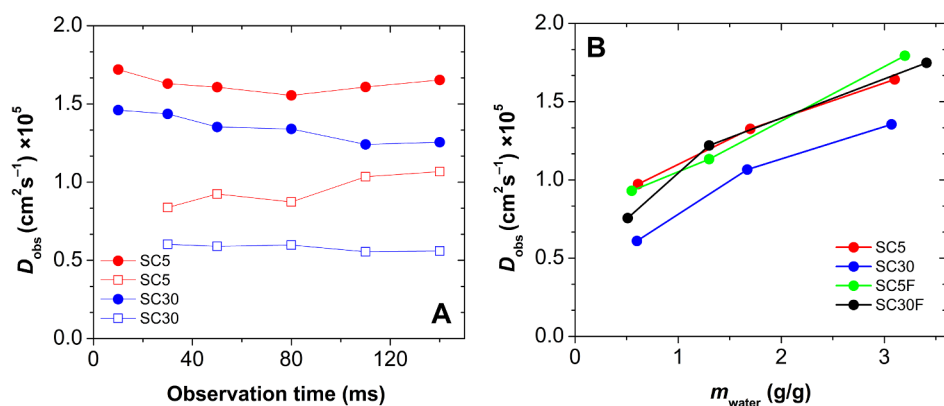 2.0
1.5
1.0
0.5
0.0
D_obs (cm² s⁻¹) ×10⁵
SC5
SC5
SC30
SC30
A
0 40 80 120
Observation time (ms)
2.0
1.5
1.0
0.5
0.0
D_obs (cm² s⁻¹) ×10⁵
B
SC5
SC30
SC5F
SC30F
0 1 2 3
m_water (g/g)